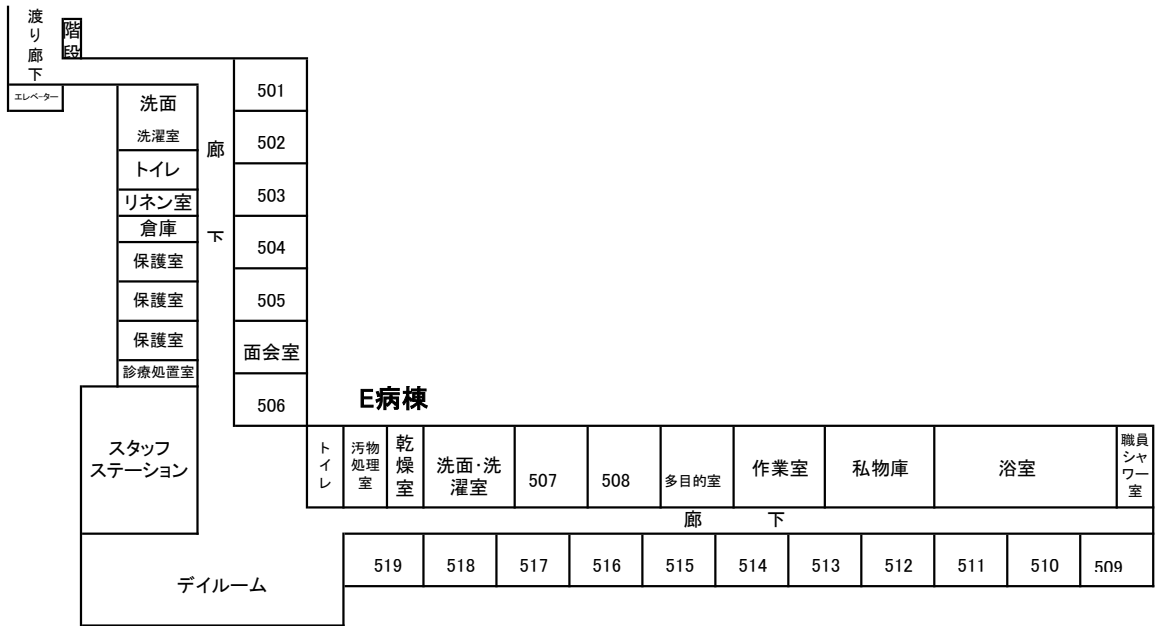 渡り廊下
階段
エレベーター
洗面
洗濯室
トイレ
リネン室
倉庫
保護室
保護室
保護室
診療処置室
スタッフ
ステーション
デイルーム
廊
下
501
502
503
504
505
面会室
506
E病棟
トイレ
汚物
処理
室
乾燥室
洗面・洗
濯室
507
508
多目的室
作業室
私物庫
浴室
職員
シャ
ワー
室
廊 下
519
518
517
516
515
514
513
512
511
510
509